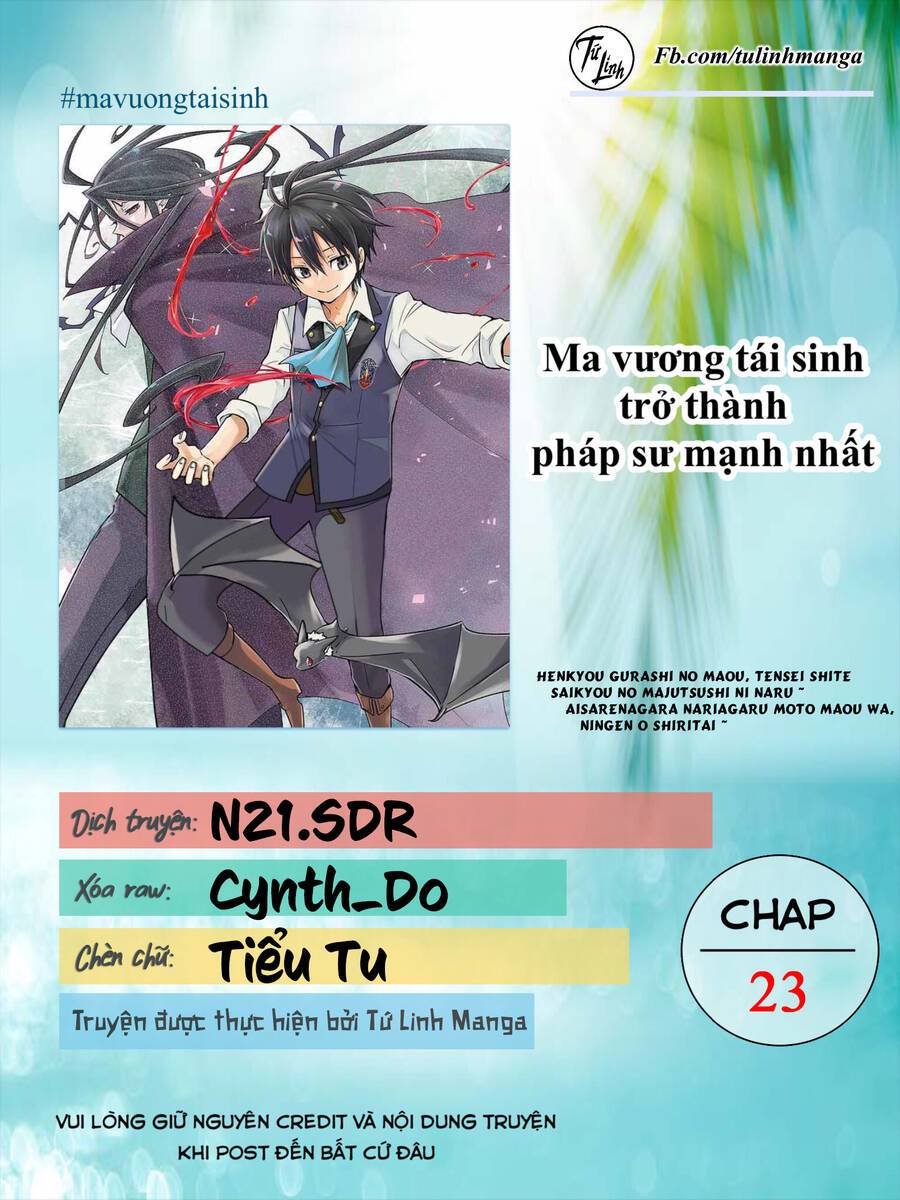 Tứ Linh
Fb.com/tulinhmanga
#mavuongtaisinh
Ma vương tái sinh
trở thành
pháp sư mạnh nhất
HENKYOU GURASHI NO MAOU, TENSEI SHITE
SAIKYOU NO MAJUTSUSHI NI NARU ~
AISARENAGARA NARIAGARU MOTO MAOU WA,
NINGEN O SHIRITAI ~
Dịch truyện: N21.SDR
Xóa raw: Cynth_Do
Chèn chữ: Tiểu Tu
Truyện được thực hiện bởi Tứ Linh Manga
CHAP
23
VUI LÒNG GIỮ NGUYÊN CREDIT VÀ NỘI DUNG TRUYỆN
KHI POST ĐẾN BẤT CỨ ĐÂU